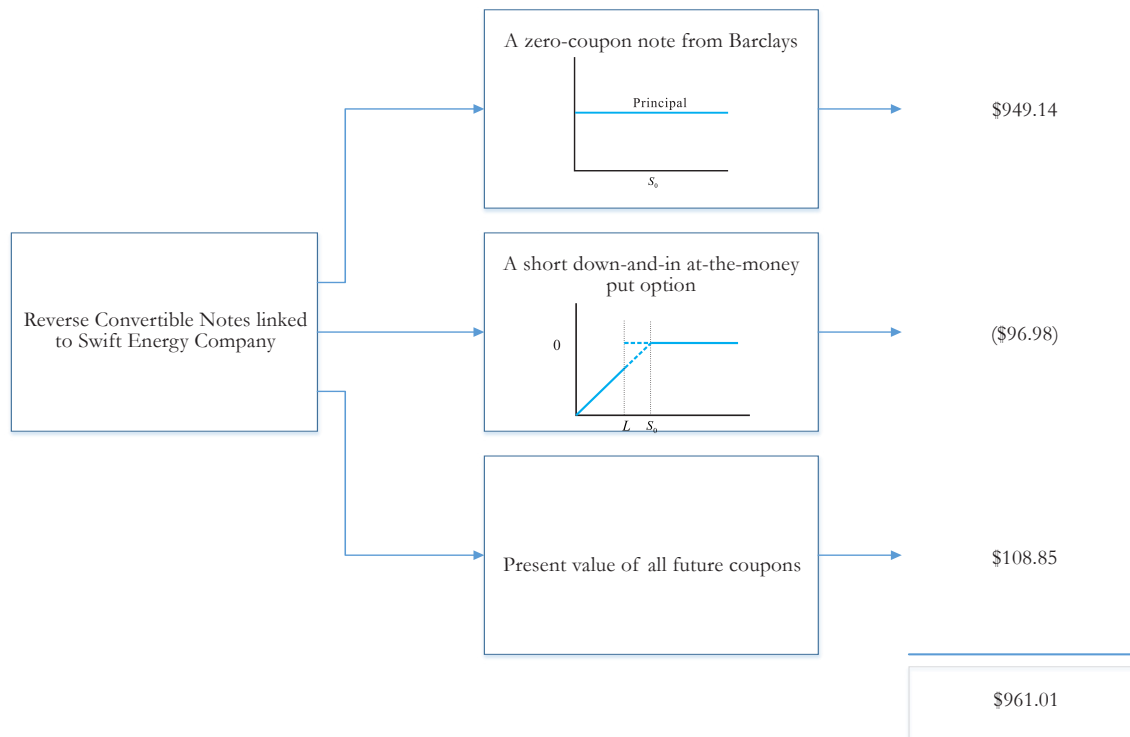 A zero-coupon note from Barclays
Principal
S₀
$949.14
Reverse Convertible Notes linked
to Swift Energy Company
A short down-and-in at-the-money
put option
0
L S₀
($96.98)
Present value of all future coupons
$108.85
$961.01